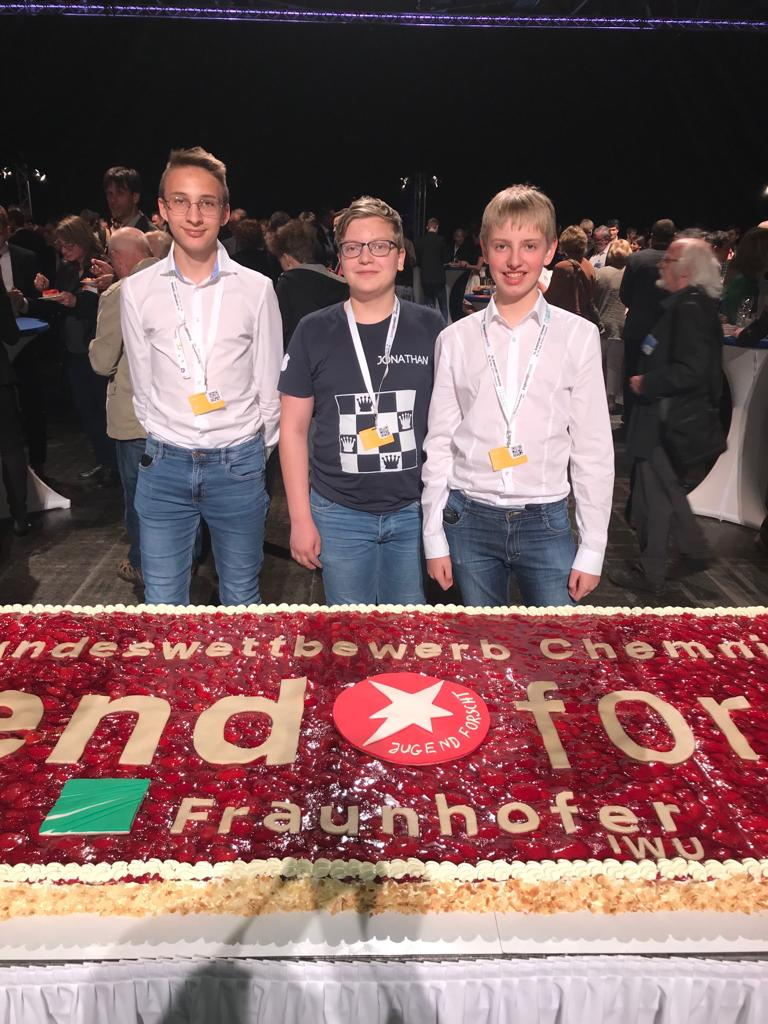 JONATHAN
undeswettbewerb Chemni
end for
JUGEND FORSCHT
Fraunhofer
IWU